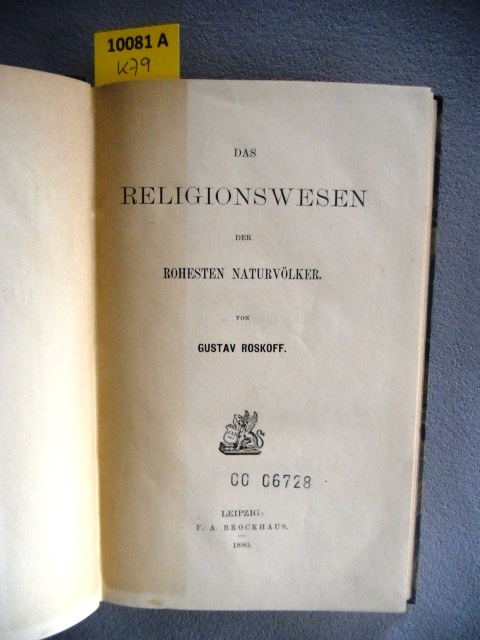 10081 A
K79
DAS
RELIGIONSWESEN
DER
ROHESTEN NATURVÖLKER.
VON
GUSTAV ROSKOFF.
CC 06728
LEIPZIG:
F. A. BROCKHAUS.
1880.